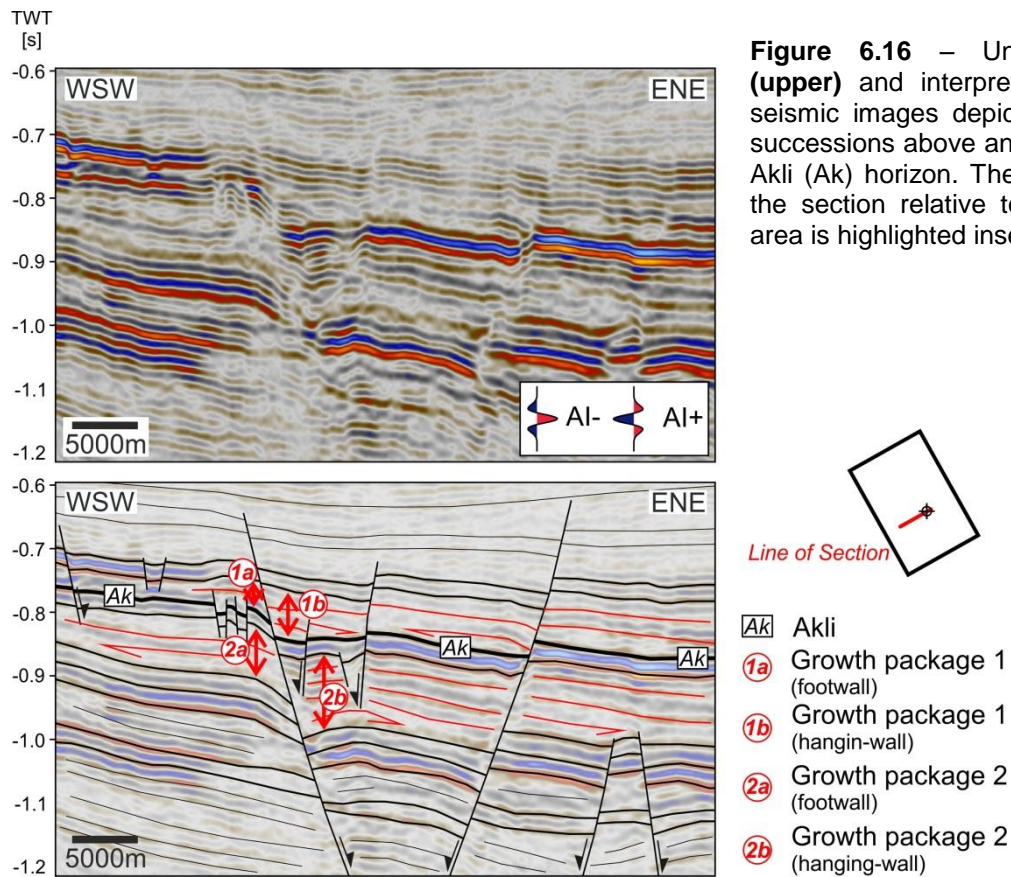 TWT
[s]
-0.6
-0.7
-0.8
-0.9
-1.0
-1.1
-1.2
WSW
ENE
5000m
AI-
AI+
Figure 6.16 – Un
(upper) and interpre
seismic images depic
successions above an
Akli (Ak) horizon. The
the section relative to
area is highlighted inse
-0.6
-0.7
-0.8
-0.9
-1.0
-1.1
-1.2
WSW
ENE
Ak
1a
1b
2a
2b
Ak
Ak
5000m
Line of Section
Ak Akli
1a Growth package 1
(footwall)
1b Growth package 1
(hangin-wall)
2a Growth package 2
(footwall)
2b Growth package 2
(hanging-wall)